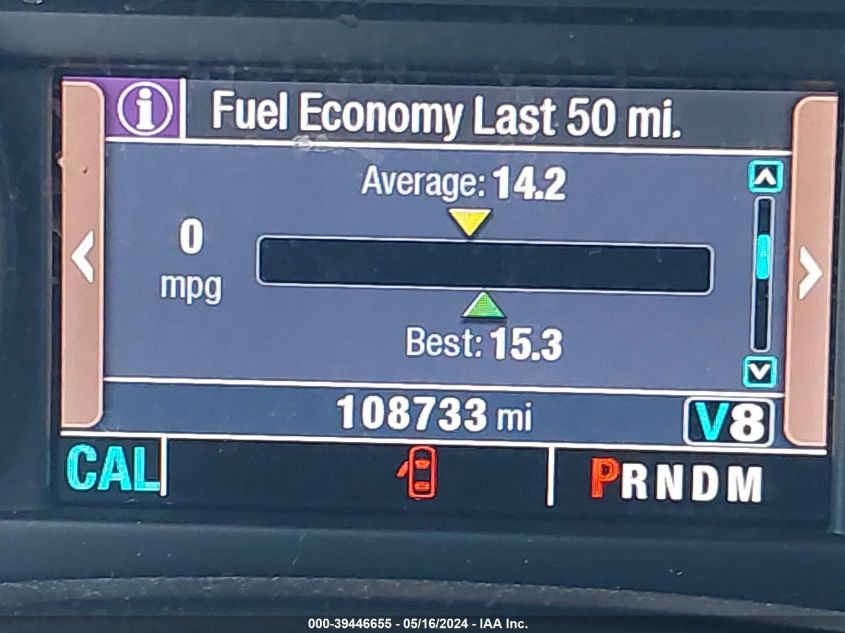 i Fuel Economy Last 50 mi.
Average: 14.2
0
mpg
Best: 15.3
108733 mi V8
CAL PRNDM
000-39446655 - 05/16/2024 - IAA Inc.